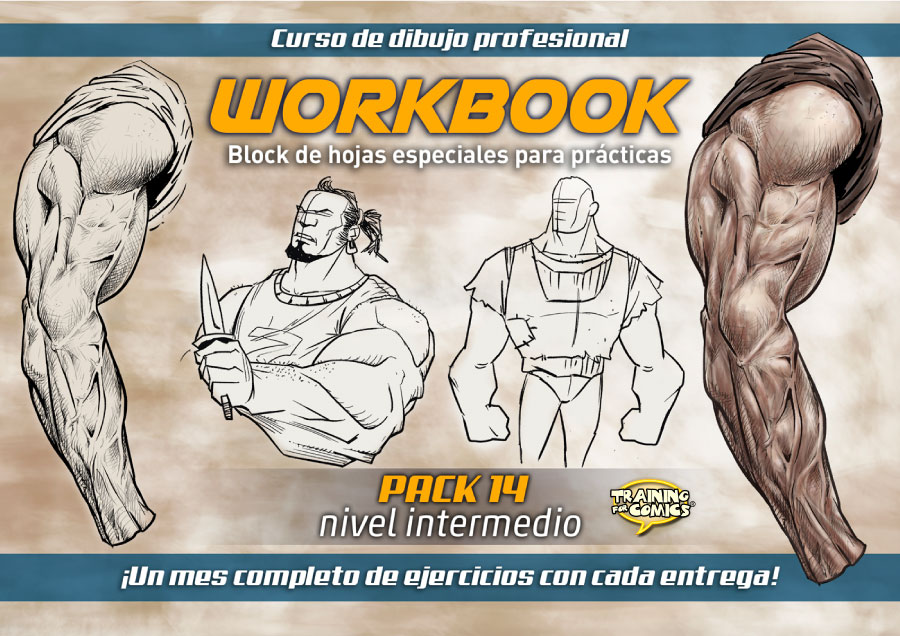 Curso de dibujo profesional
WORKBOOK
Block de hojas especiales para prácticas
PACK 14
nivel intermedio
TRAINING
FOR COMICS®
¡Un mes completo de ejercicios con cada entrega!